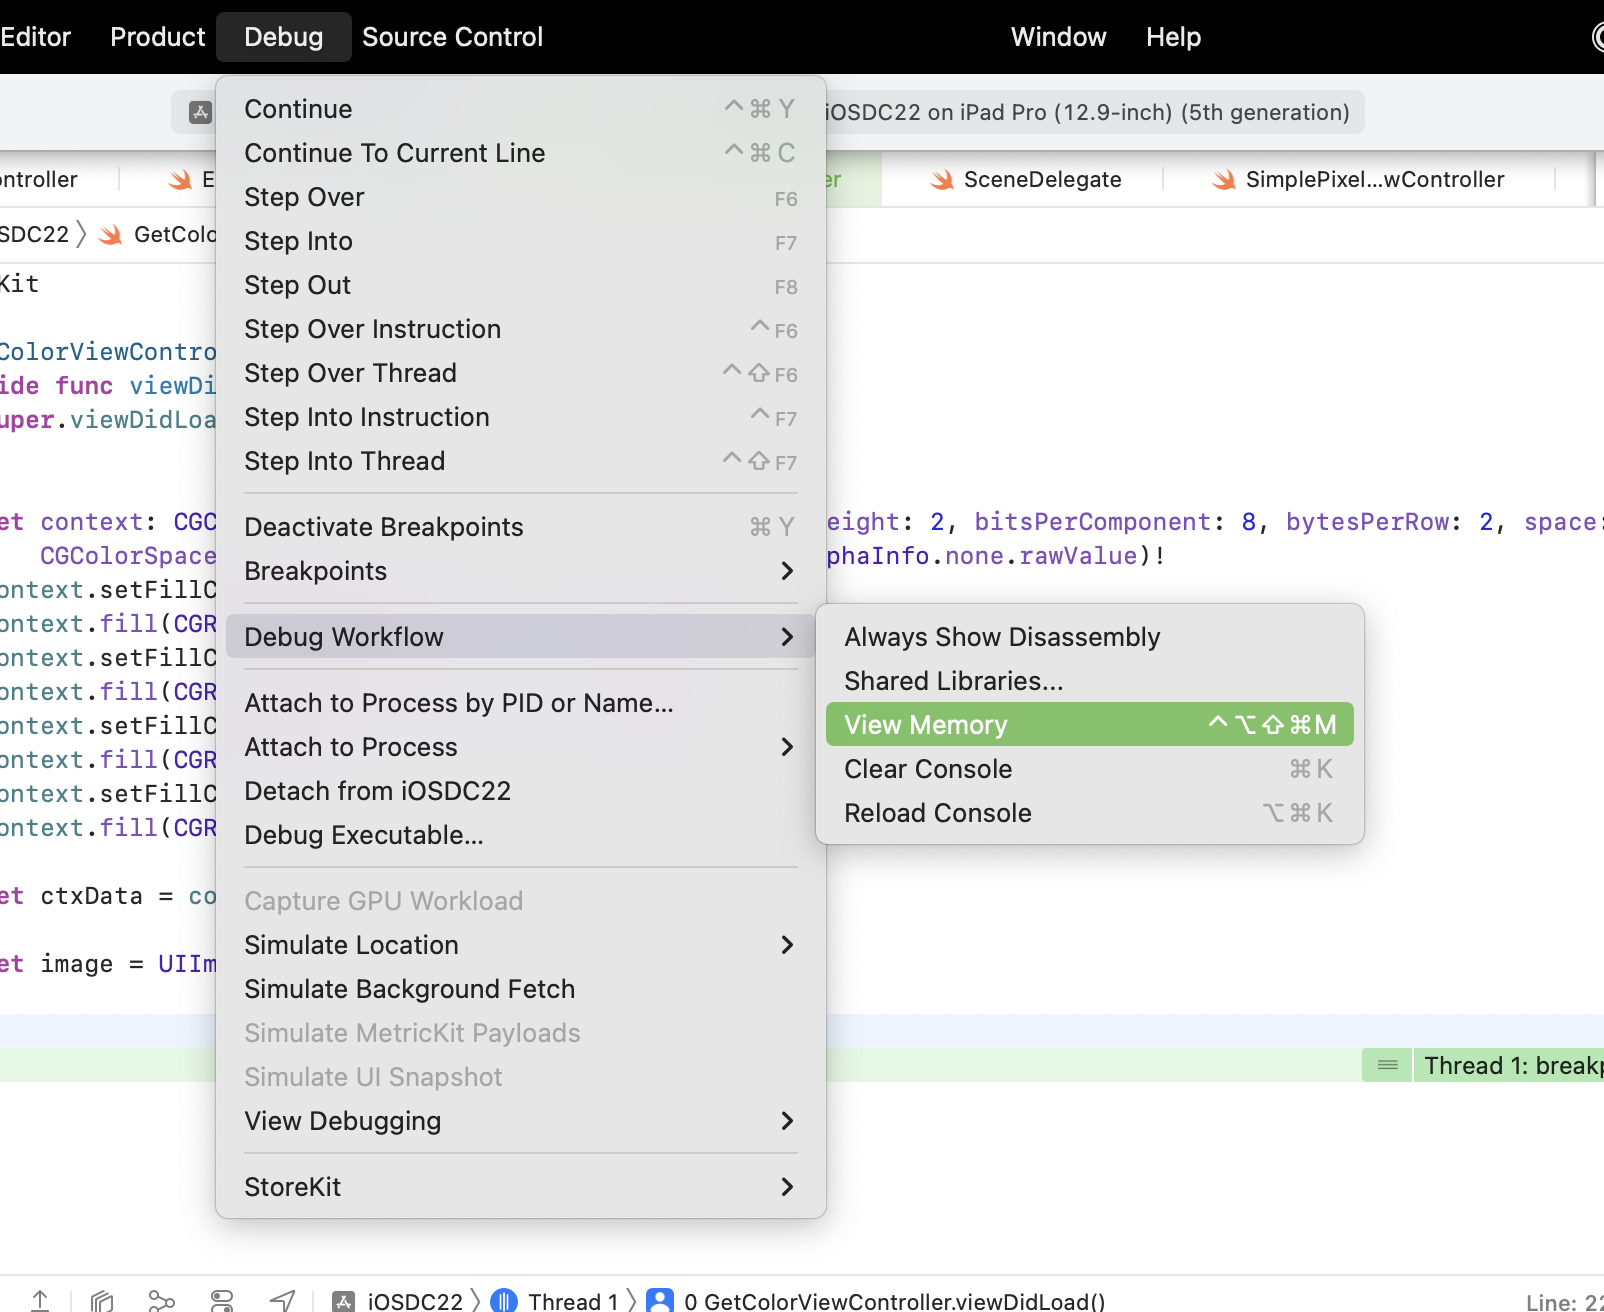 Editor Product Debug Source Control Window Help
iOSDC22 on iPad Pro (12.9-inch) (5th generation)
ontroller E er SceneDelegate SimplePixel...wController
SDC22 〉 GetColo
Kit
ColorViewContro
ide func viewDi
uper.viewDidLoa
et context: CGC eight: 2, bitsPerComponent: 8, bytesPerRow: 2, space:
CGColorSpace phaInfo.none.rawValue)!
ontext.setFillC
ontext.fill(CGR
ontext.setFillC
ontext.fill(CGR
ontext.setFillC
ontext.fill(CGR
ontext.setFillC
ontext.fill(CGR
et ctxData = co
et image = UIIm
Thread 1: breakp
Continue ^⌘Y
Continue To Current Line ^⌘C
Step Over F6
Step Into F7
Step Out F8
Step Over Instruction ^F6
Step Over Thread ^⇧F6
Step Into Instruction ^F7
Step Into Thread ^⇧F7
Deactivate Breakpoints ⌘Y
Breakpoints >
Debug Workflow >
Attach to Process by PID or Name...
Attach to Process >
Detach from iOSDC22
Debug Executable...
Capture GPU Workload
Simulate Location >
Simulate Background Fetch
Simulate MetricKit Payloads
Simulate UI Snapshot
View Debugging >
StoreKit >
Always Show Disassembly
Shared Libraries...
View Memory ^⌥⇧⌘M
Clear Console ⌘K
Reload Console ⌥⌘K
iOSDC22 〉 Thread 1 〉 0 GetColorViewController.viewDidLoad()
Line: 22